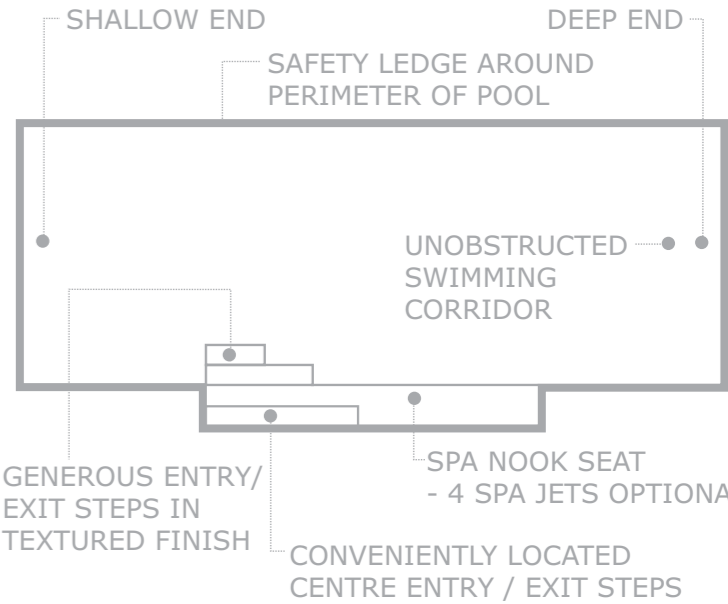 SHALLOW END
DEEP END
SAFETY LEDGE AROUND
PERIMETER OF POOL
UNOBSTRUCTED
SWIMMING
CORRIDOR
GENEROUS ENTRY/
EXIT STEPS IN
TEXTURED FINISH
SPA NOOK SEAT
- 4 SPA JETS OPTIONA
CONVENIENTLY LOCATED
CENTRE ENTRY / EXIT STEPS